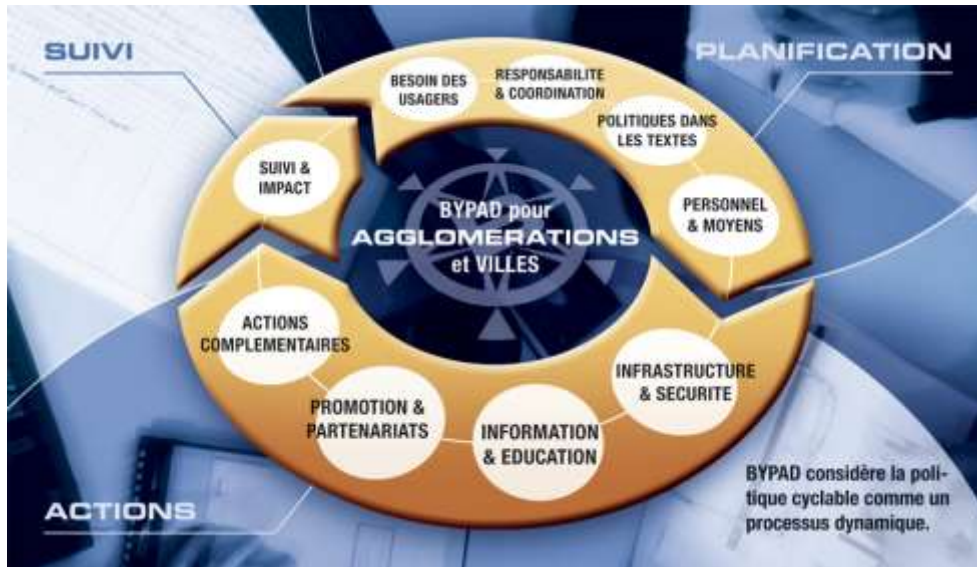 SUIVI
PLANIFICATION
BESOIN DES
USAGERS
RESPONSABILITE
& COORDINATION
POLITIQUES DANS
LES TEXTES
PERSONNEL
& MOYENS
SUIVI &
IMPACT
BYPAD pour
AGGLOMERATIONS
et VILLES
ACTIONS
COMPLEMENTAIRES
PROMOTION &
PARTENARIATS
INFORMATION
& EDUCATION
INFRASTRUCTURE
& SECURITE
ACTIONS
BYPAD considère la poli-
tique cyclable comme un
processus dynamique.